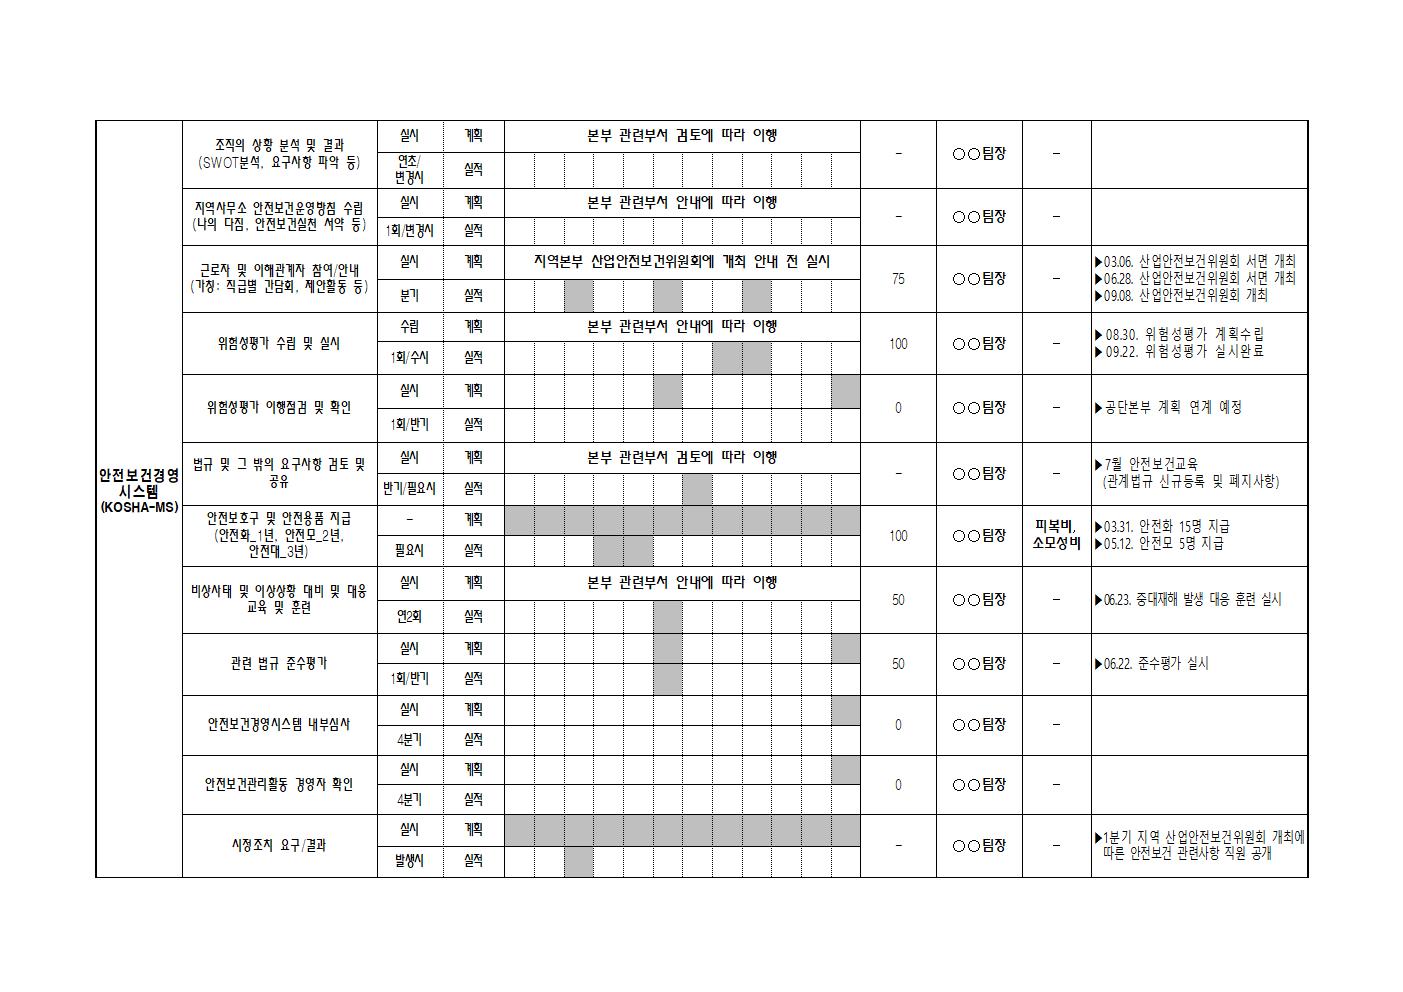 안전보건경영
시스템
(KOSHA-MS)
조직의 상황 분석 및 결과
(SWOT분석, 요구사항 파악 등)
실시
계획
본부 관련부서 검토에 따라 이행
연초/
변경시
실적
-
○○팀장
-
지역사무소 안전보건운영방침 수립
(나의 다짐, 안전보건실천 서약 등)
실시
계획
본부 관련부서 안내에 따라 이행
1회/변경시
실적
-
○○팀장
-
근로자 및 이해관계자 참여/안내
(가칭: 직급별 간담회, 제안활동 등)
실시
계획
지역본부 산업안전보건위원회에 개최 안내 전 실시
분기
실적
75
○○팀장
-
▶03.06. 산업안전보건위원회 서면 개최
▶06.28. 산업안전보건위원회 서면 개최
▶09.08. 산업안전보건위원회 개최
위험성평가 수립 및 실시
수립
계획
본부 관련부서 안내에 따라 이행
1회/수시
실적
100
○○팀장
-
▶08.30. 위험성평가 계획수립
▶09.22. 위험성평가 실시완료
위험성평가 이행점검 및 확인
실시
계획
1회/반기
실적
0
○○팀장
-
▶공단본부 계획 연계 예정
법규 및 그 밖의 요구사항 검토 및
공유
실시
계획
본부 관련부서 검토에 따라 이행
반기/필요시
실적
-
○○팀장
-
▶7월 안전보건교육
(관계법규 신규등록 및 폐지사항)
안전보호구 및 안전용품 지급
(안전화_1년, 안전모_2년,
안전대_3년)
-
계획
필요시
실적
100
○○팀장
피복비,
소모성비
▶03.31. 안전화 15명 지급
▶05.12. 안전모 5명 지급
비상사태 및 이상상황 대비 및 대응
교육 및 훈련
실시
계획
본부 관련부서 안내에 따라 이행
연2회
실적
50
○○팀장
-
▶06.23. 중대재해 발생 대응 훈련 실시
관련 법규 준수평가
실시
계획
1회/반기
실적
50
○○팀장
-
▶06.22. 준수평가 실시
안전보건경영시스템 내부심사
실시
계획
4분기
실적
0
○○팀장
-
안전보건관리활동 경영자 확인
실시
계획
4분기
실적
0
○○팀장
-
시정조치 요구/결과
실시
계획
발생시
실적
-
○○팀장
-
▶1분기 지역 산업안전보건위원회 개최에
따른 안전보건 관련사항 직원 공개